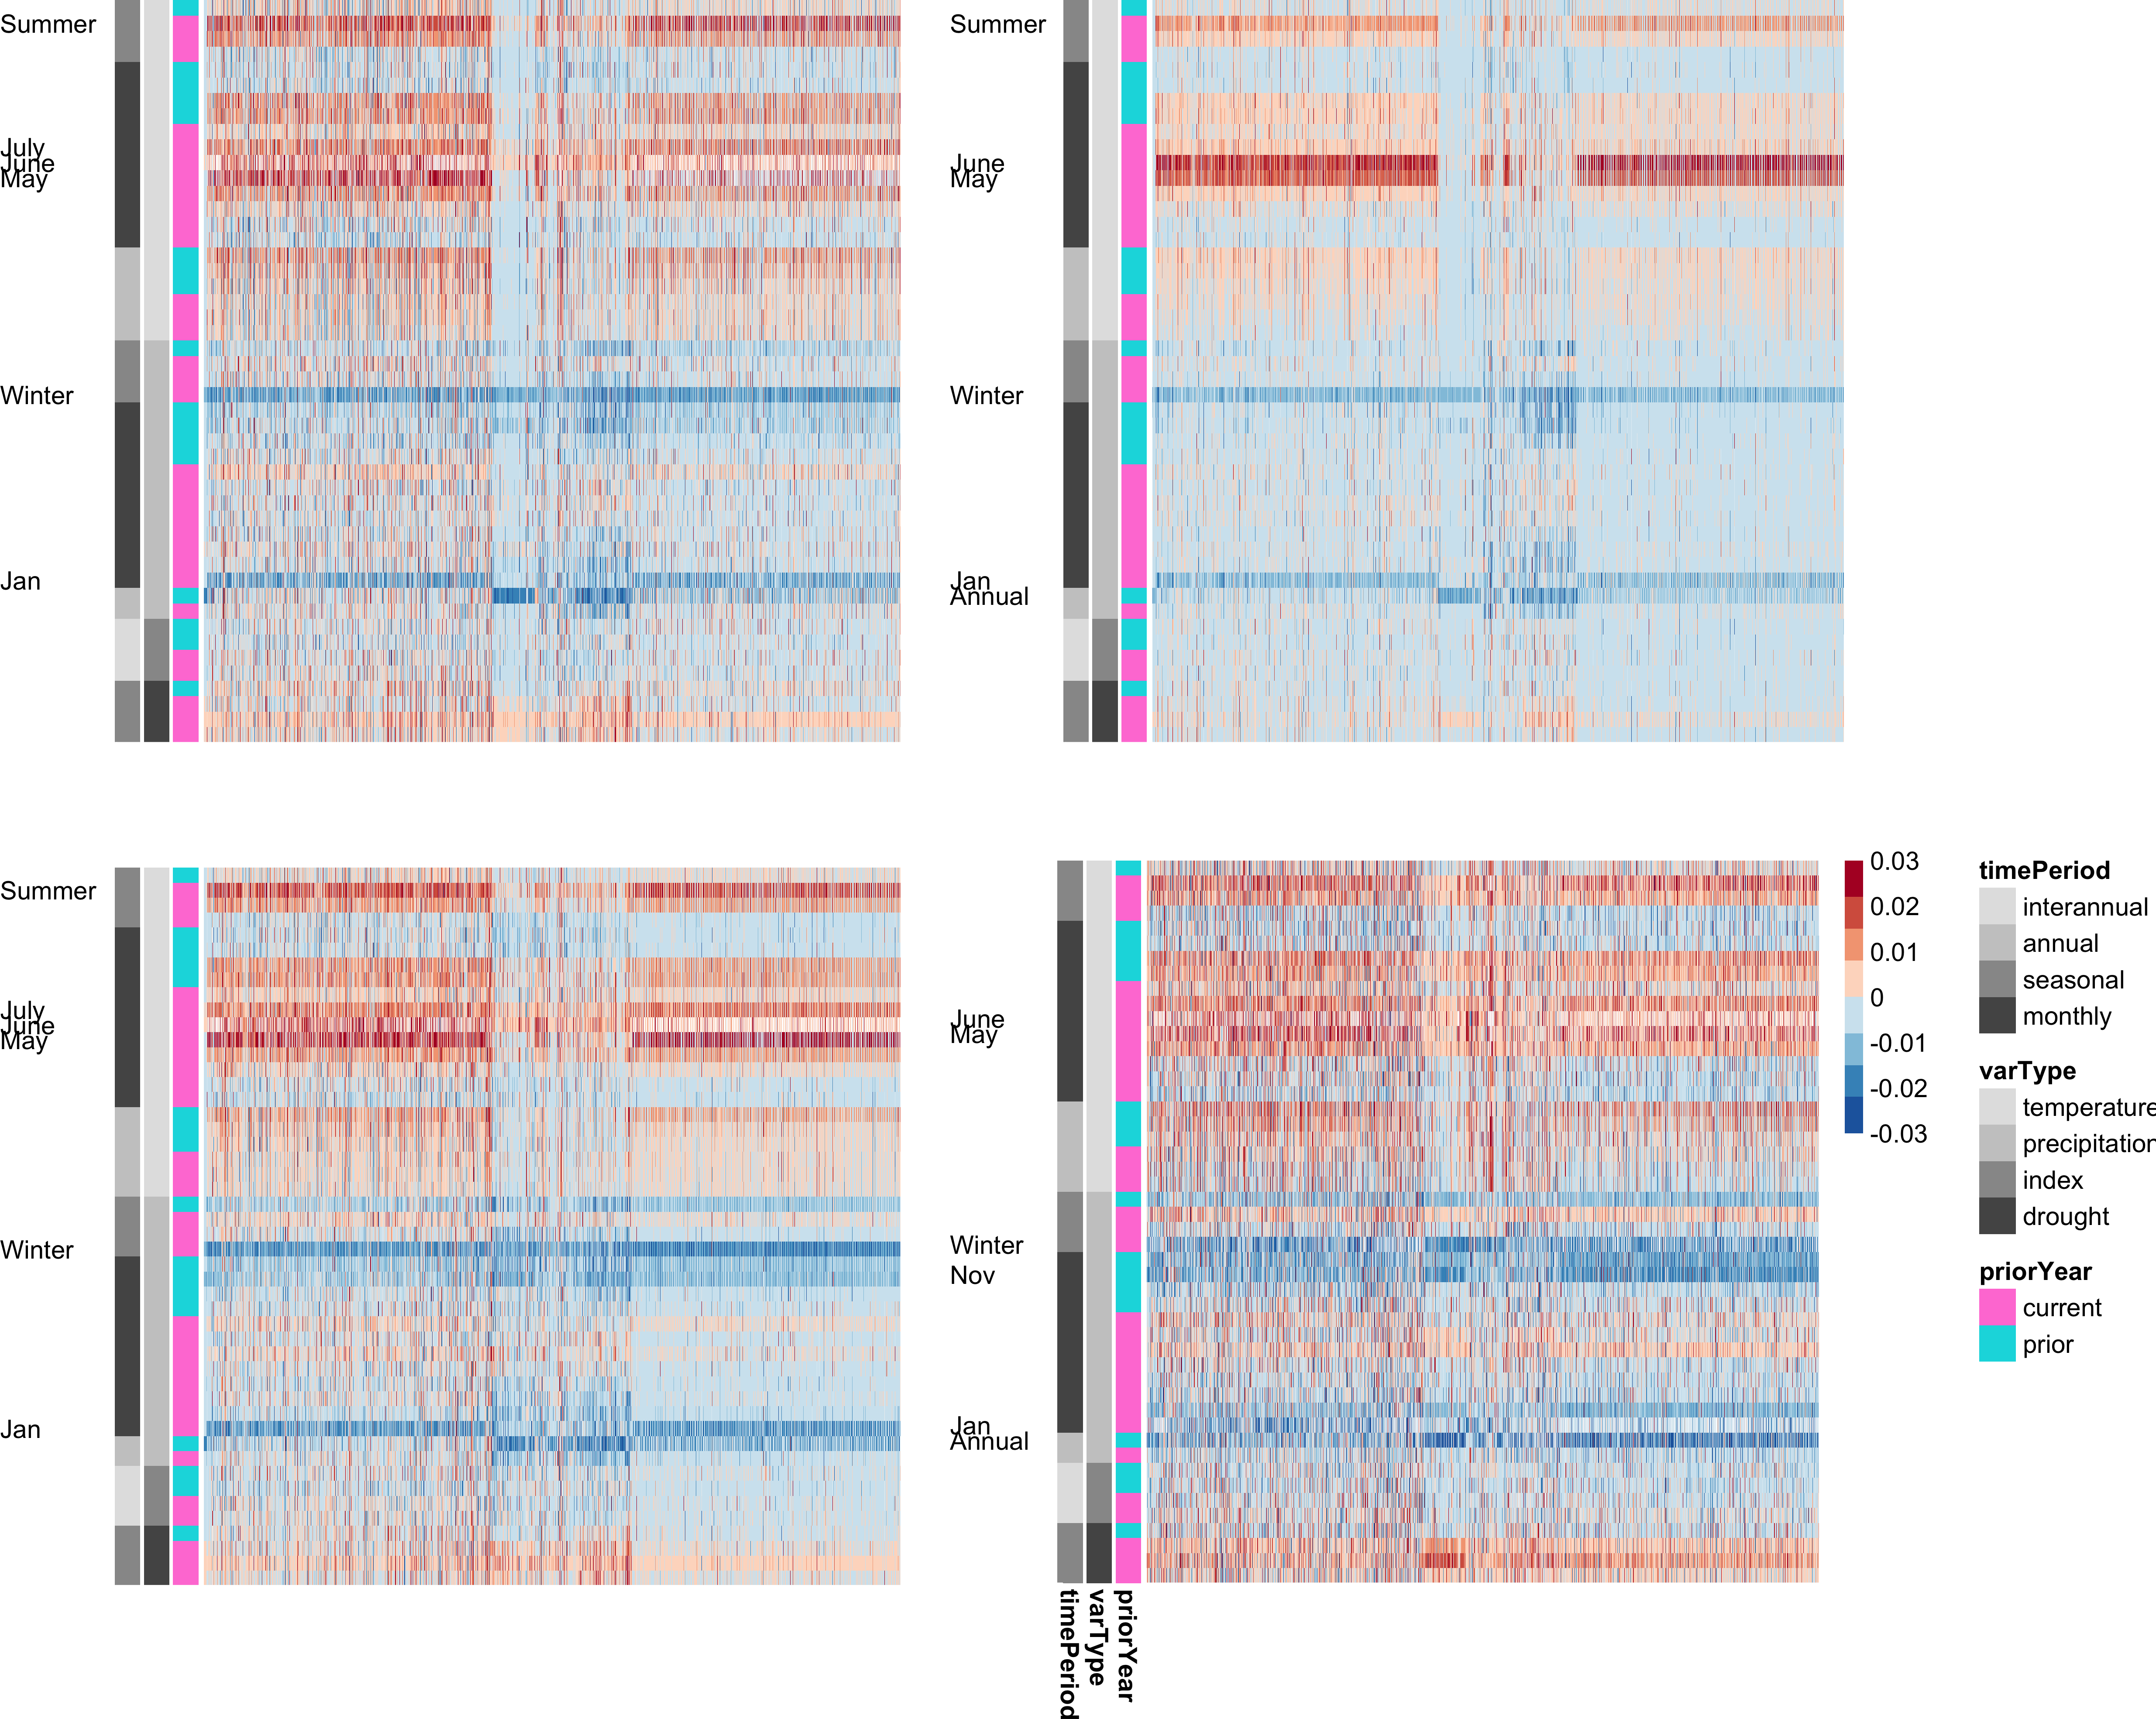 Summer
July
June
May
Winter
Jan
Summer
June
May
Winter
Jan
Annual
Summer
July
June
May
Winter
Jan
June
May
Winter
Nov
Jan
Annual
timePeriod
varType
priorYear
0.03
0.02
0.01
0
-0.01
-0.02
-0.03
timePeriod
interannual
annual
seasonal
monthly
varType
temperature
precipitation
index
drought
priorYear
current
prior